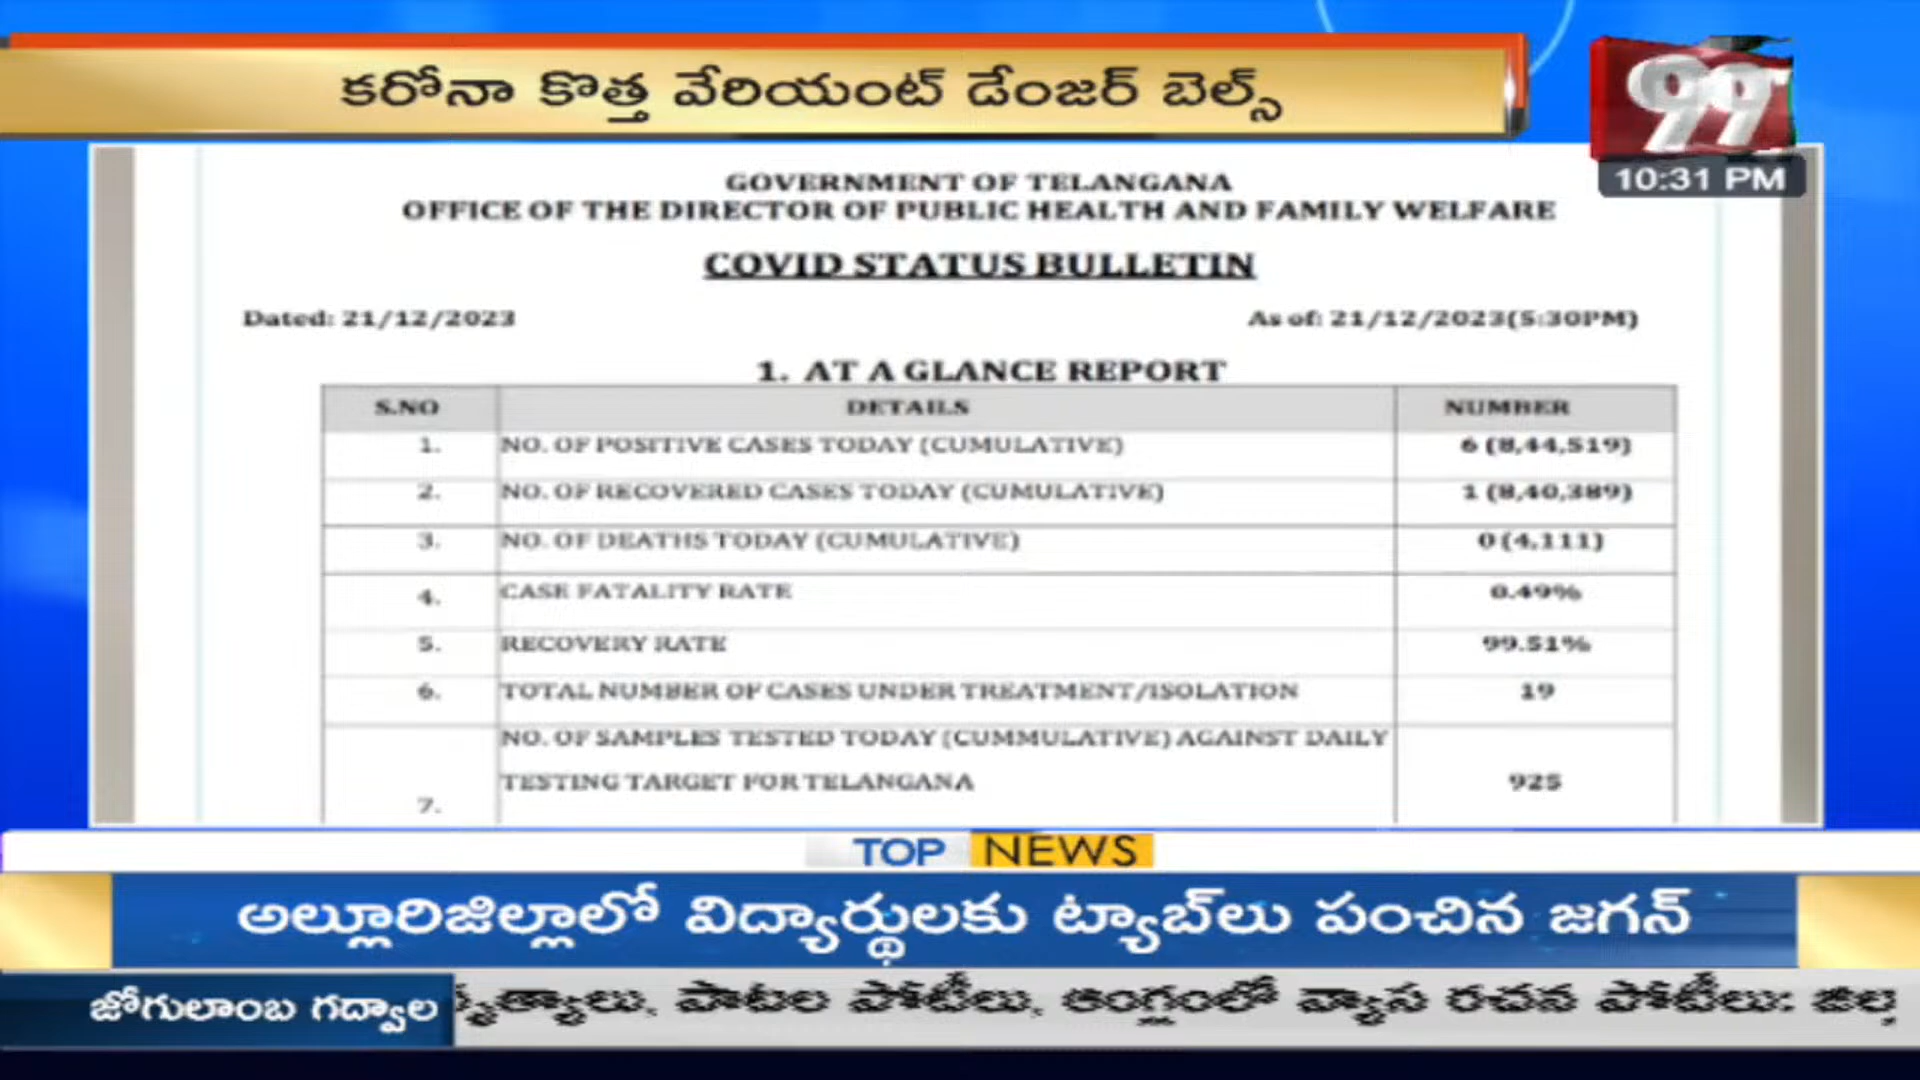 కరోనా కొత్త వేరియంట్ డేంజర్ బెల్స్
99
10:31 PM
GOVERNMENT OF TELANGANA
OFFICE OF THE DIRECTOR OF PUBLIC HEALTH AND FAMILY WELFARE
COVID STATUS BULLETIN
Dated: 21/12/2023 As of: 21/12/2023(5:30PM)
1. AT A GLANCE REPORT
S.NO DETAILS NUMBER
1. NO. OF POSITIVE CASES TODAY (CUMULATIVE) 6 (8,44,519)
2. NO. OF RECOVERED CASES TODAY (CUMULATIVE) 1 (8,40,389)
3. NO. OF DEATHS TODAY (CUMULATIVE) 0 (4,111)
4. CASE FATALITY RATE 0.49%
5. RECOVERY RATE 99.51%
6. TOTAL NUMBER OF CASES UNDER TREATMENT/ISOLATION 19
NO. OF SAMPLES TESTED TODAY (CUMMULATIVE) AGAINST DAILY
7. TESTING TARGET FOR TELANGANA 925
TOP NEWS
అల్లూరిజిల్లాలో విద్యార్థులకు ట్యాబ్‌లు పంచిన జగన్
జోగులాంబ గద్వాల పాటల పోటీలు, వ్యాస రచన పోటీలు: